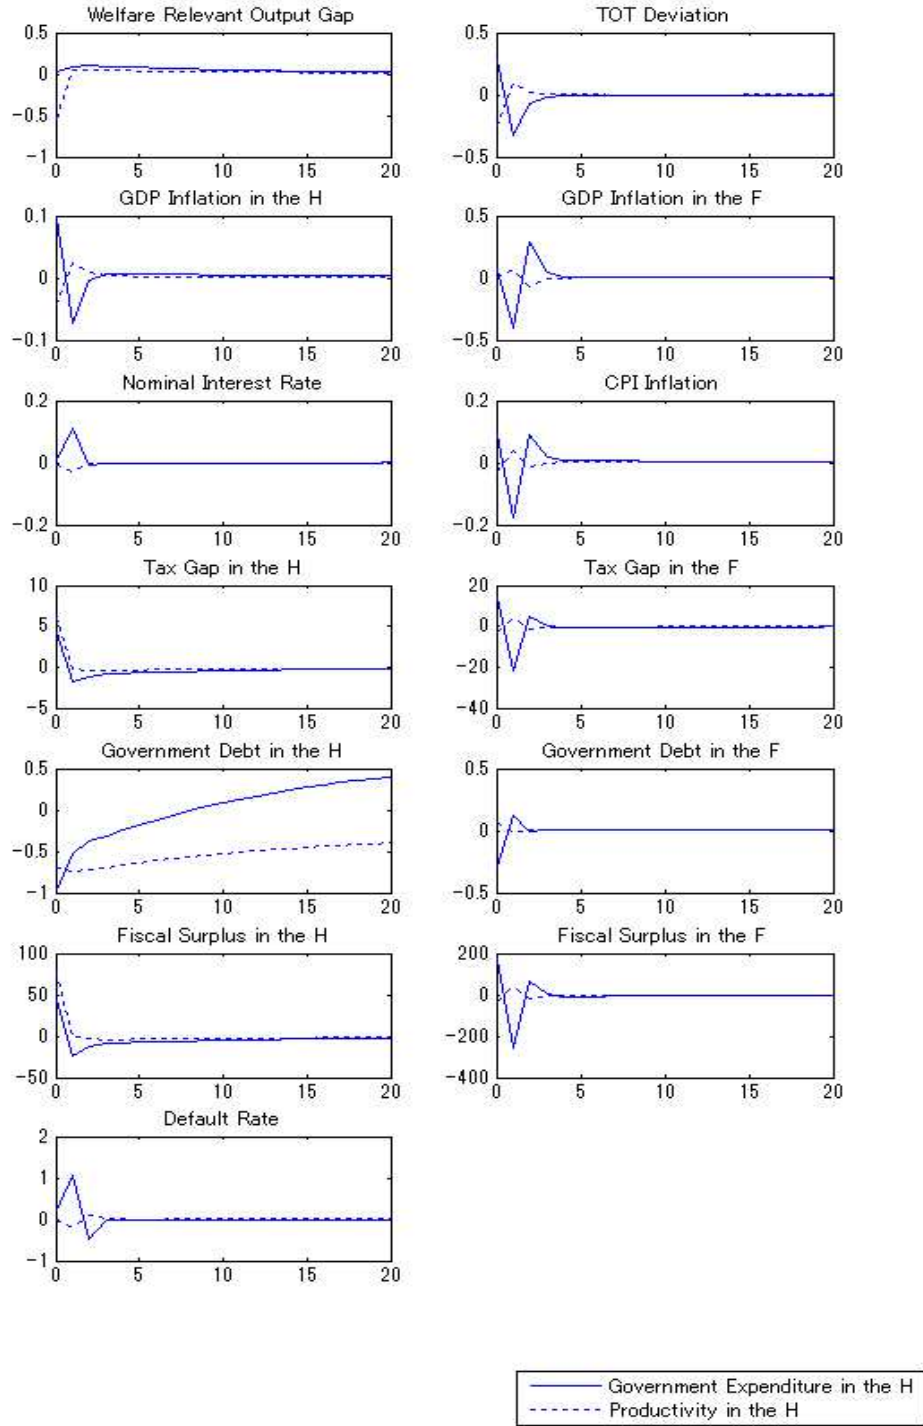 Welfare Relevant Output Gap
0.5
0
-0.5
-1
0 5 10 15 20
TOT Deviation
0.5
0
-0.5
0 5 10 15 20
GDP Inflation in the H
0.1
0
-0.1
0 5 10 15 20
GDP Inflation in the F
0.5
0
-0.5
0 5 10 15 20
Nominal Interest Rate
0.2
0
-0.2
0 5 10 15 20
CPI Inflation
0.2
0
-0.2
0 5 10 15 20
Tax Gap in the H
10
5
0
-5
0 5 10 15 20
Tax Gap in the F
20
0
-20
-40
0 5 10 15 20
Government Debt in the H
0.5
0
-0.5
-1
0 5 10 15 20
Government Debt in the F
0.5
0
-0.5
0 5 10 15 20
Fiscal Surplus in the H
100
50
0
-50
0 5 10 15 20
Fiscal Surplus in the F
200
0
-200
-400
0 5 10 15 20
Default Rate
2
1
0
-1
0 5 10 15 20
Government Expenditure in the H
Productivity in the H